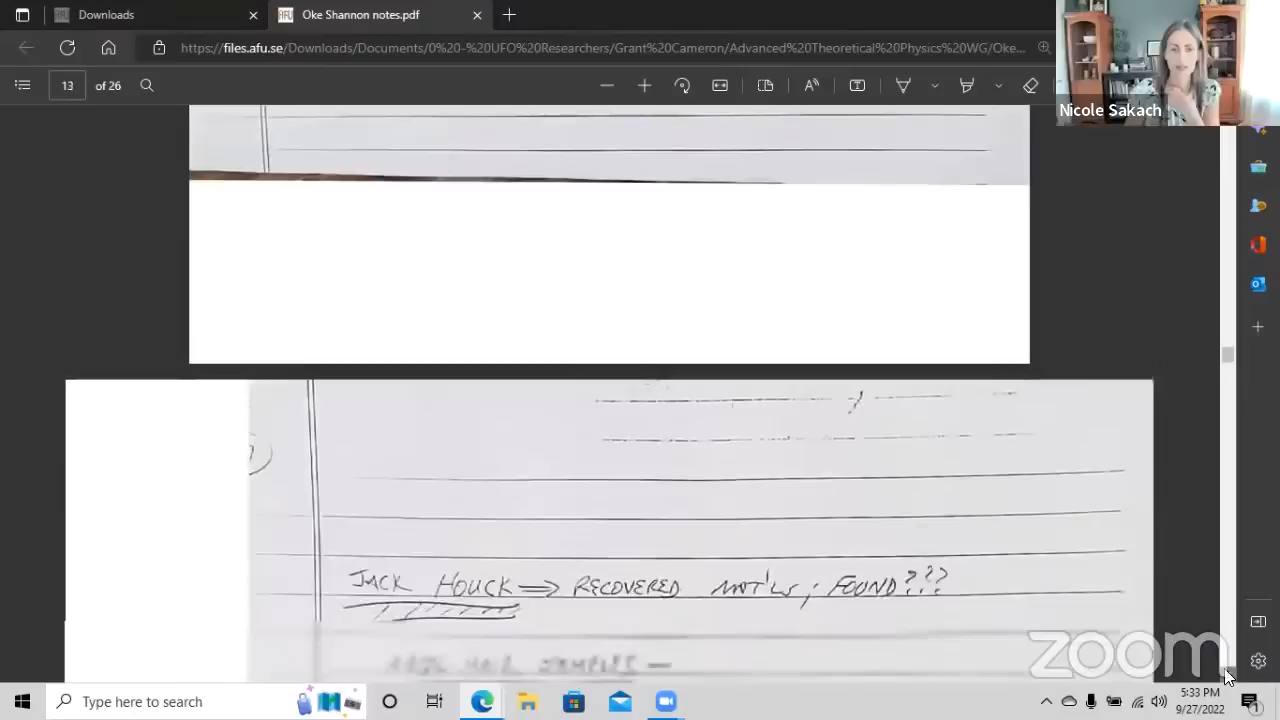 Downloads
Oke Shannon notes.pdf
https://files.afu.se/Downloads/Documents/0%20-%20UFO%20Researchers/Grant%20Cameron/Advanced%20Theoretical%20Physics%20WG/Oke...
13 of 26
Nicole Sakach
JACK HOUCK ⇒ RECOVERED MAT'LS; FOUND???
SAMPLES —
zoom
Type here to search
5:33 PM
9/27/2022